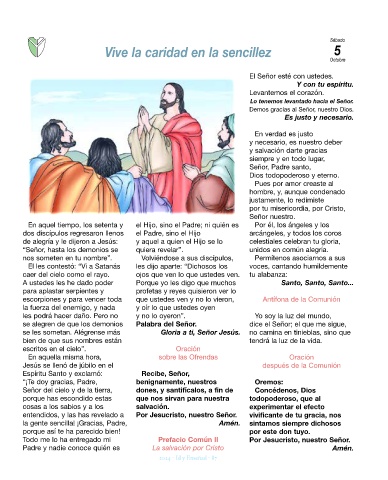 Vive la caridad en la sencillez
Sábado
5
Octubre
En aquel tiempo, los setenta y
dos discípulos regresaron llenos
de alegría y le dijeron a Jesús:
“Señor, hasta los demonios se
nos someten en tu nombre”.
Él les contestó: “Vi a Satanás
caer del cielo como el rayo.
A ustedes les he dado poder
para aplastar serpientes y
escorpiones y para vencer toda
la fuerza del enemigo, y nada
les podrá hacer daño. Pero no
se alegren de que los demonios
se les sometan. Alégrense más
bien de que sus nombres están
escritos en el cielo”.
En aquella misma hora,
Jesús se llenó de júbilo en el
Espíritu Santo y exclamó:
“¡Te doy gracias, Padre,
Señor del cielo y de la tierra,
porque has escondido estas
cosas a los sabios y a los
entendidos, y las has revelado a
la gente sencilla! ¡Gracias, Padre,
porque así te ha parecido bien!
Todo me lo ha entregado mi
Padre y nadie conoce quién es
el Hijo, sino el Padre; ni quién es
el Padre, sino el Hijo
y aquel a quien el Hijo se lo
quiera revelar”.
Volviéndose a sus discípulos,
les dijo aparte: “Dichosos los
ojos que ven lo que ustedes ven.
Porque yo les digo que muchos
profetas y reyes quisieron ver lo
que ustedes ven y no lo vieron,
y oír lo que ustedes oyen
y no lo oyeron”.
Palabra del Señor.
Gloria a ti, Señor Jesús.
Oración
sobre las Ofrendas
Recibe, Señor,
benignamente, nuestros
dones, y santifícalos, a fin de
que nos sirvan para nuestra
salvación.
Por Jesucristo, nuestro Señor.
Amén.
Prefacio Común II
La salvación por Cristo
El Señor esté con ustedes.
Y con tu espíritu.
Levantemos el corazón.
Lo tenemos levantado hacia el Señor.
Demos gracias al Señor, nuestro Dios.
Es justo y necesario.
En verdad es justo
y necesario, es nuestro deber
y salvación darte gracias
siempre y en todo lugar,
Señor, Padre santo,
Dios todopoderoso y eterno.
Pues por amor creaste al
hombre, y, aunque condenado
justamente, lo redimiste
por tu misericordia, por Cristo,
Señor nuestro.
Por él, los ángeles y los
arcángeles, y todos los coros
celestiales celebran tu gloria,
unidos en común alegría.
Permítenos asociarnos a sus
voces, cantando humildemente
tu alabanza:
Santo, Santo, Santo...
Antífona de la Comunión
Yo soy la luz del mundo,
dice el Señor; el que me sigue,
no camina en tinieblas, sino que
tendrá la luz de la vida.
Oración
después de la Comunión
Oremos:
Concédenos, Dios
todopoderoso, que al
experimentar el efecto
vivificante de tu gracia, nos
sintamos siempre dichosos
por este don tuyo.
Por Jesucristo, nuestro Señor.
Amén.